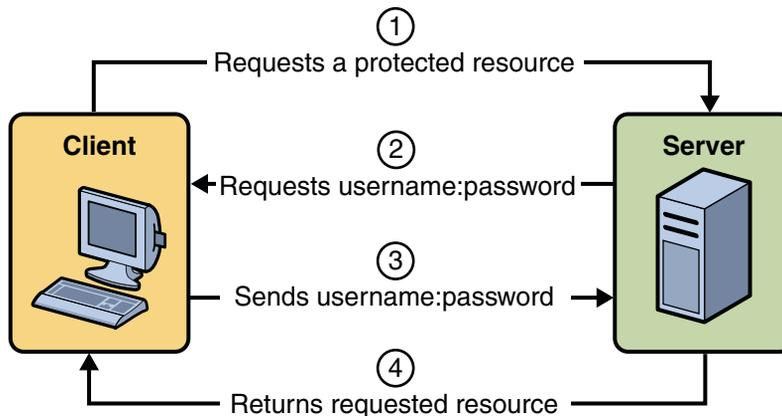 1
Requests a protected resource
Client
Server
2
Requests username:password
3
Sends username:password
4
Returns requested resource